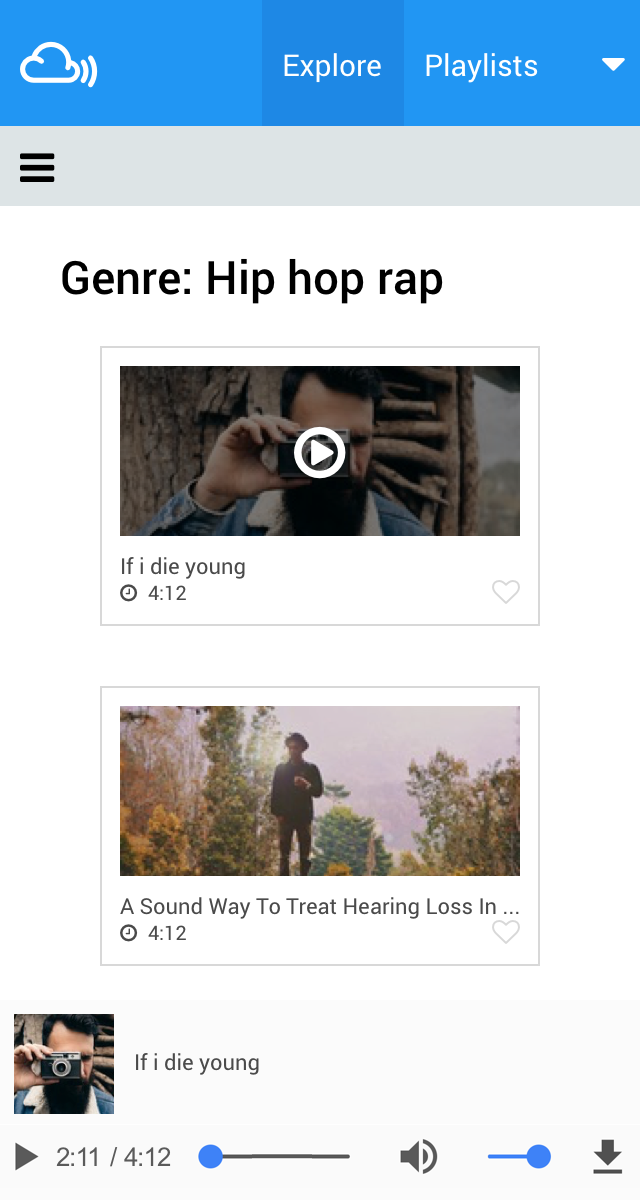 Explore
Playlists
Genre: Hip hop rap
If i die young
4:12
A Sound Way To Treat Hearing Loss In ...
4:12
If i die young
2:11 / 4:12